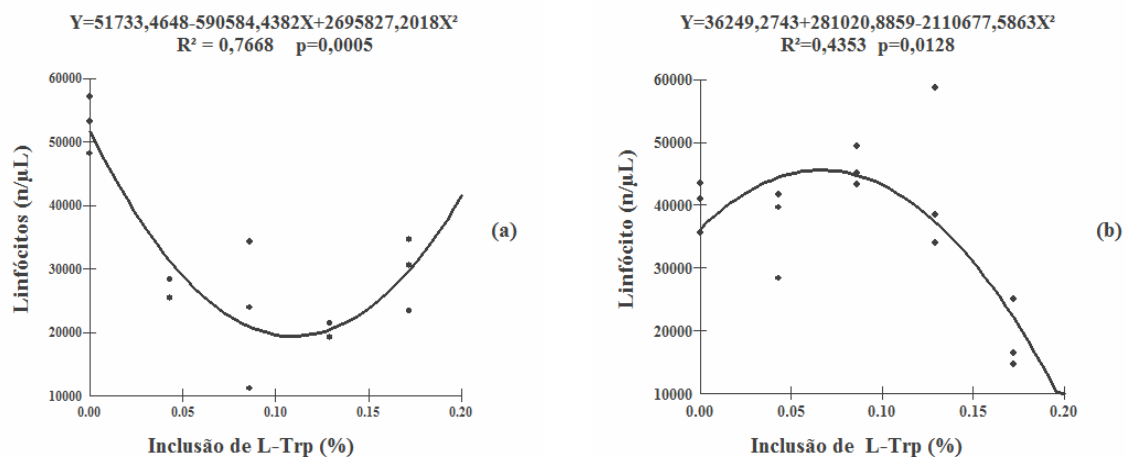 Y=51733,4648-590584,4382X+2695827,2018X²
R² = 0,7668 p=0,0005
60000
50000
40000
30000
20000
10000
0.00 0.05 0.10 0.15 0.20
Linfócitos (n/µL)
Inclusão de L-Trp (%)
(a)
Y=36249,2743+281020,8859-2110677,5863X²
R²=0,4353 p=0,0128
60000
50000
40000
30000
20000
10000
0.00 0.05 0.10 0.15 0.20
Linfócito (n/µL)
Inclusão de L-Trp (%)
(b)